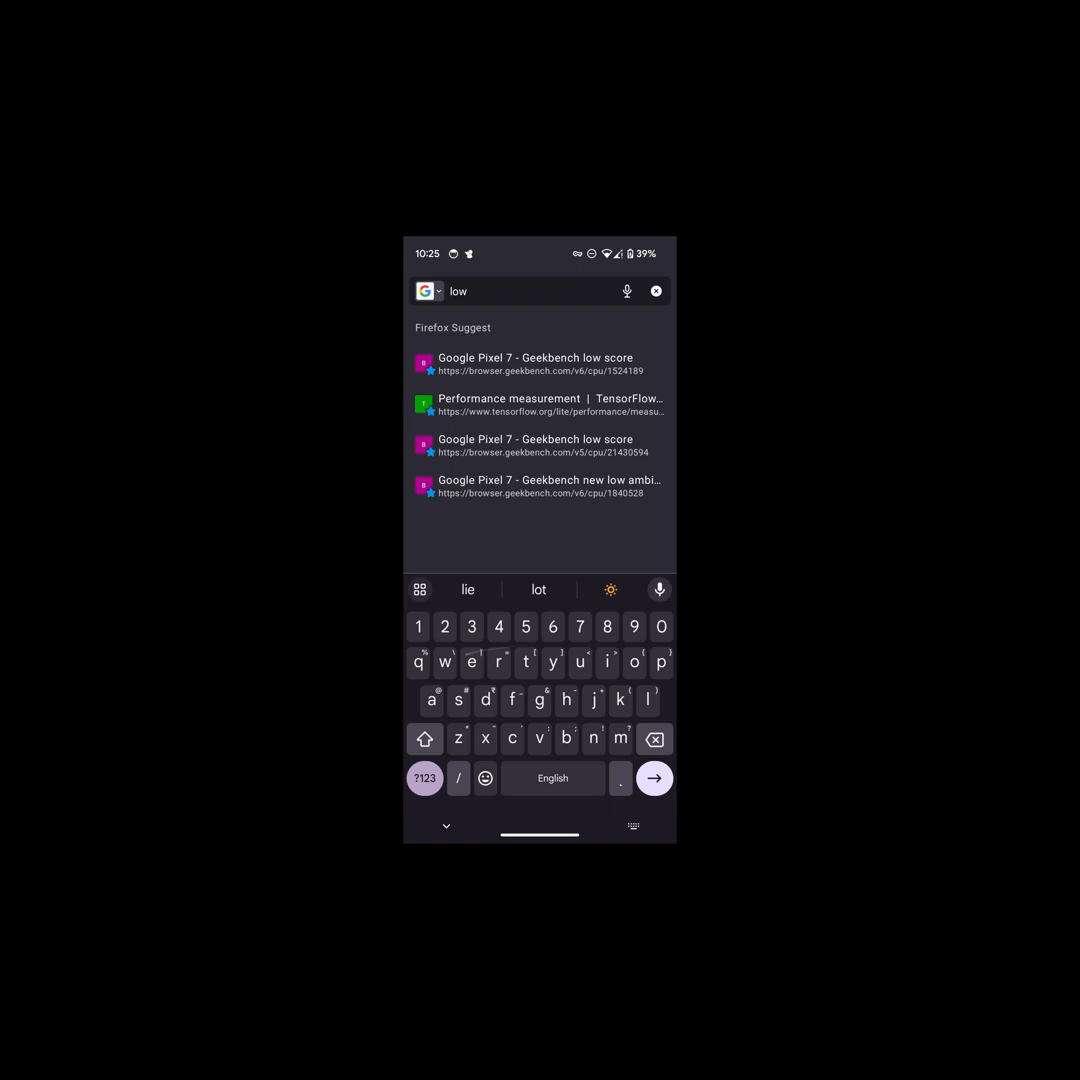 10:25 39%
low
Firefox Suggest
B
Google Pixel 7 - Geekbench low score
https://browser.geekbench.com/v6/cpu/1524189
T
Performance measurement | TensorFlow…
https://www.tensorflow.org/lite/performance/measu…
B
Google Pixel 7 - Geekbench low score
https://browser.geekbench.com/v5/cpu/21430594
B
Google Pixel 7 - Geekbench new low ambi…
https://browser.geekbench.com/v6/cpu/1840528
lie lot
1 2 3 4 5 6 7 8 9 0
% \ | = [ ] < > { }
q w e r t y u i o p
@ # ₹ _ & - + ( )
a s d f g h j k l
* " ' : ; ! ?
z x c v b n m
?123 / English .